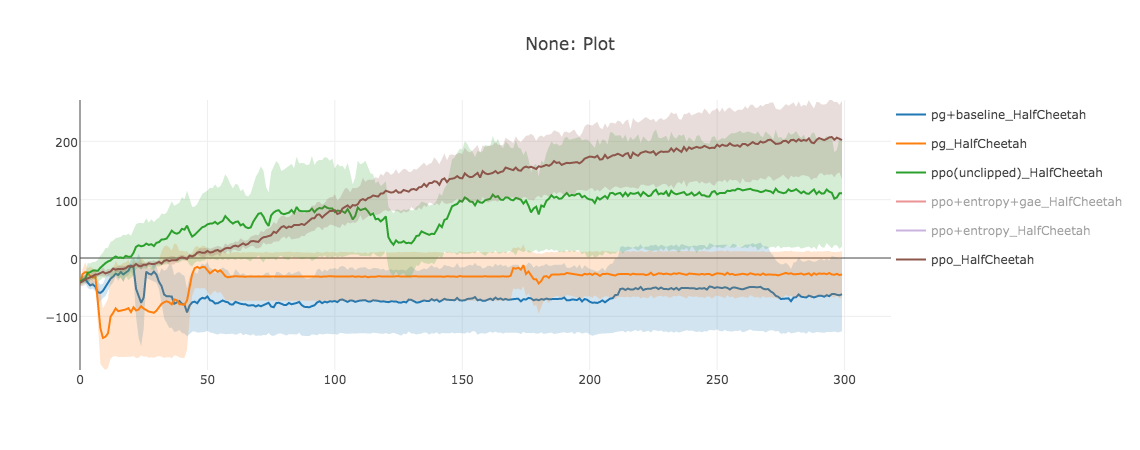 None: Plot
200
100
0
−100
0
50
100
150
200
250
300
pg+baseline_HalfCheetah
pg_HalfCheetah
ppo(unclipped)_HalfCheetah
ppo+entropy+gae_HalfCheetah
ppo+entropy_HalfCheetah
ppo_HalfCheetah